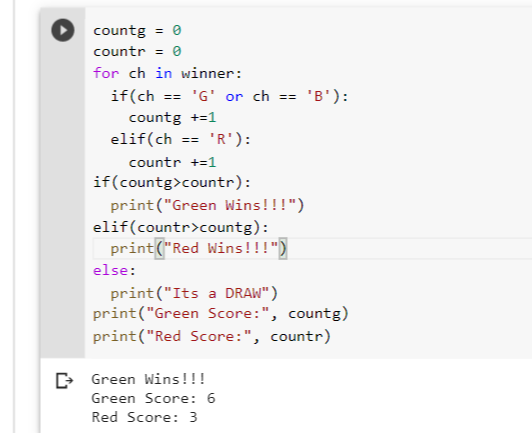 countg = 0
countr = 0
for ch in winner:
  if(ch == 'G' or ch == 'B'):
    countg +=1
  elif(ch == 'R'):
    countr +=1
if(countg>countr):
  print("Green Wins!!!")
elif(countr>countg):
  print("Red Wins!!!")
else:
  print("Its a DRAW")
print("Green Score:", countg)
print("Red Score:", countr)
Green Wins!!!
Green Score: 6
Red Score: 3